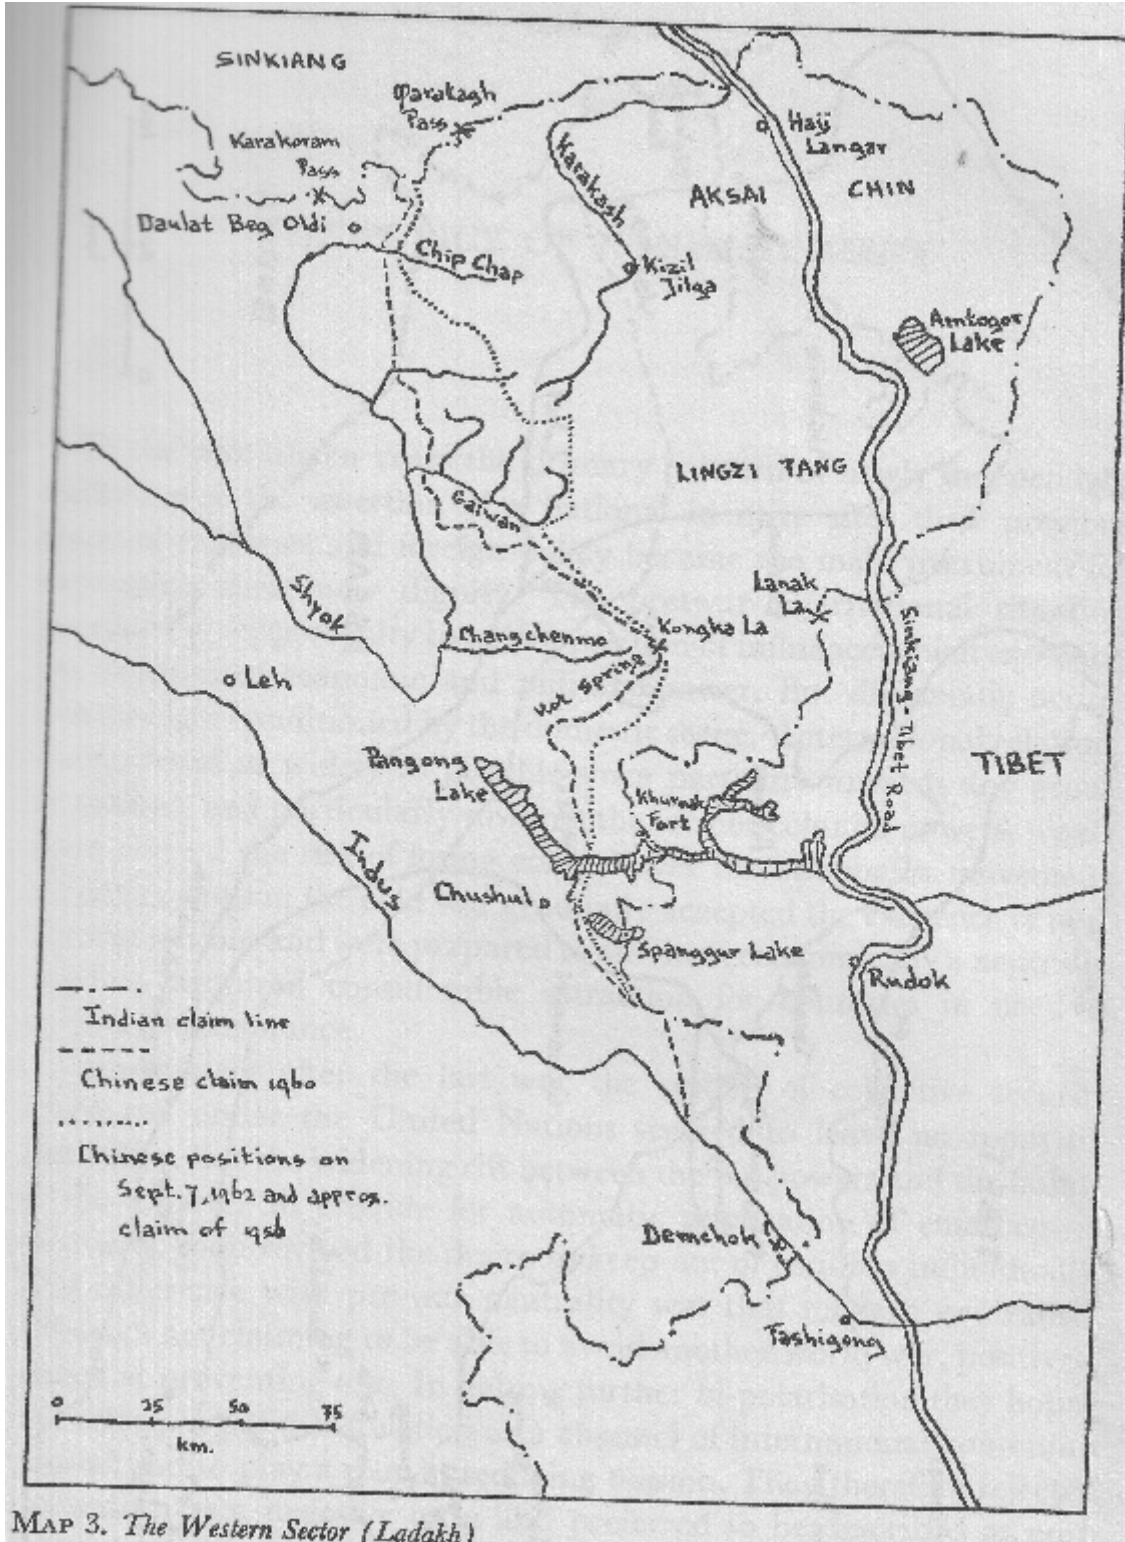 SINKIANG
Qarakagh
Pass
Karakoram
Pass
Daulat Beg Oldi
Chip Chap
Karakash
Kizil
Jilga
Haji
Langar
AKSAI
CHIN
Amtogor
Lake
LINGZI TANG
Galwan
Shyok
Changchenmo
Kongka La
Lanak
La
Hot Spring
Leh
Pangong
Lake
Khurnak
Fort
Sinkiang-Tibet Road
TIBET
Indus
Chushul
Spanggur Lake
Rudok
Indian claim line
Chinese claim 1960
Chinese positions on
Sept. 7, 1962 and approx.
claim of 1956
Demchok
Tashigong
0 25 50 75
km.
MAP 3. The Western Sector (Ladakh)